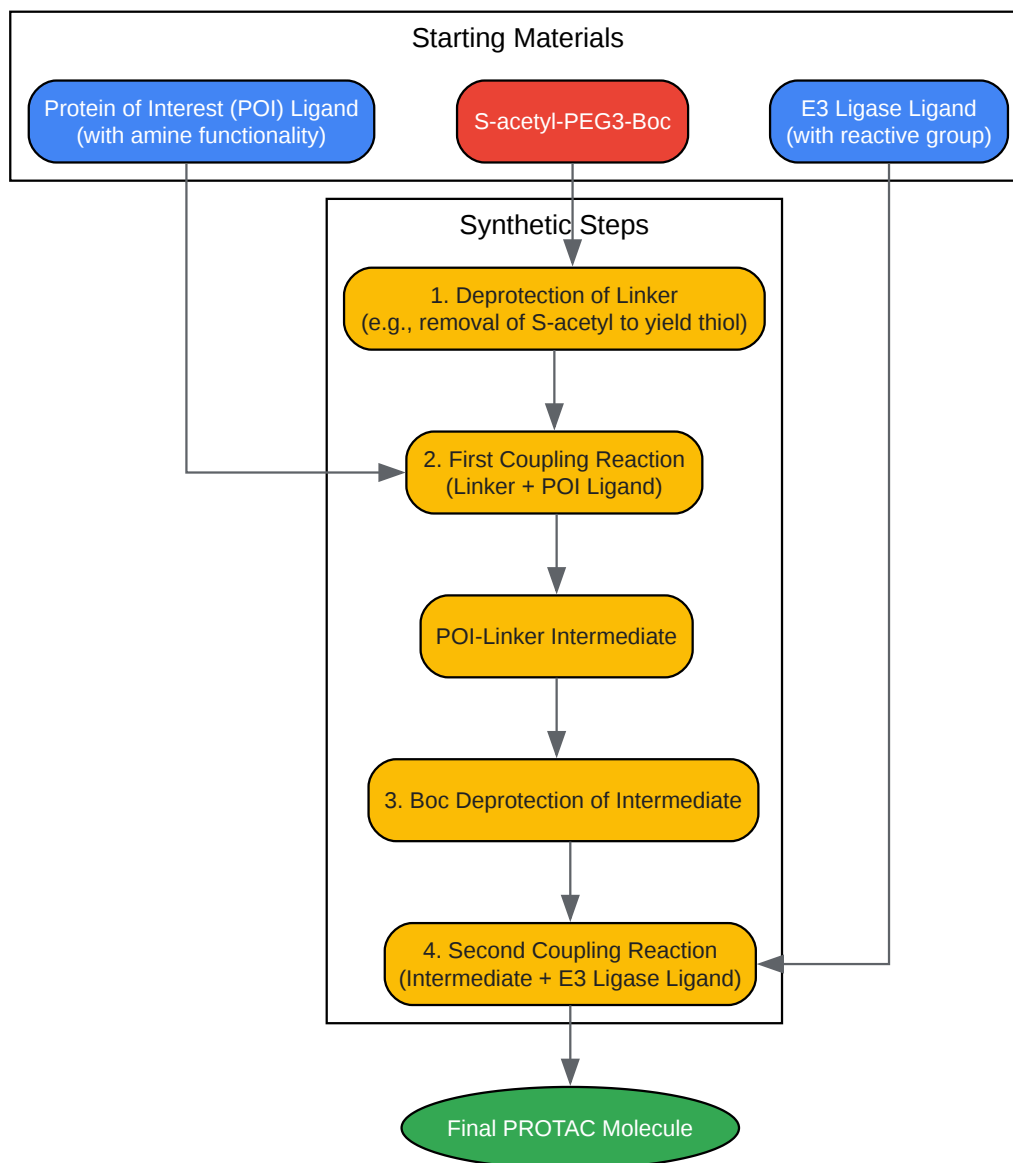 Starting Materials
Protein of Interest (POI) Ligand
(with amine functionality)
S-acetyl-PEG3-Boc
E3 Ligase Ligand
(with reactive group)
Synthetic Steps
1. Deprotection of Linker
(e.g., removal of S-acetyl to yield thiol)
2. First Coupling Reaction
(Linker + POI Ligand)
POI-Linker Intermediate
3. Boc Deprotection of Intermediate
4. Second Coupling Reaction
(Intermediate + E3 Ligase Ligand)
Final PROTAC Molecule